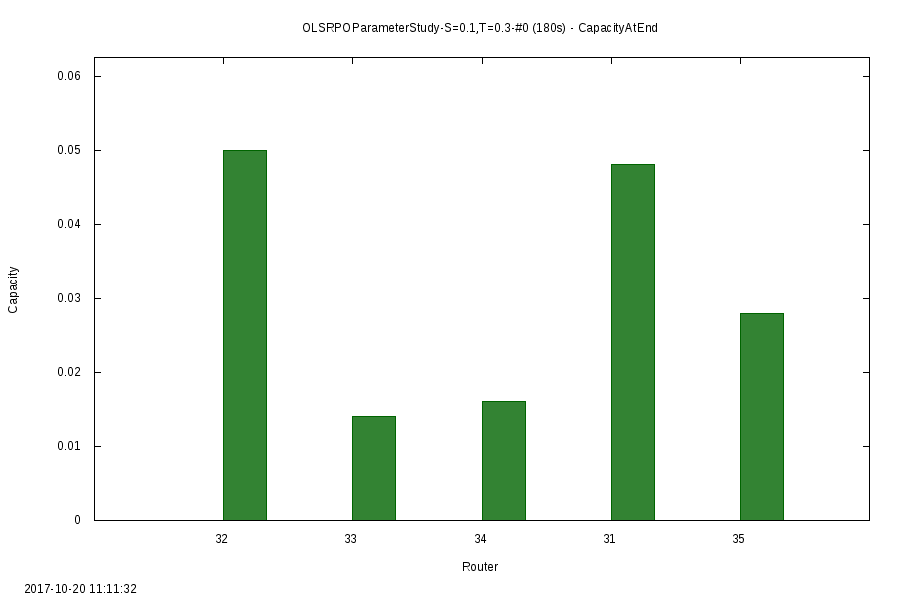 OLSRPOParameterStudy-S=0.1,T=0.3-#0 (180s) - CapacityAtEnd
0.06
0.05
0.04
0.03
0.02
0.01
0
Capacity
32 33 34 31 35
Router
2017-10-20 11:11:32